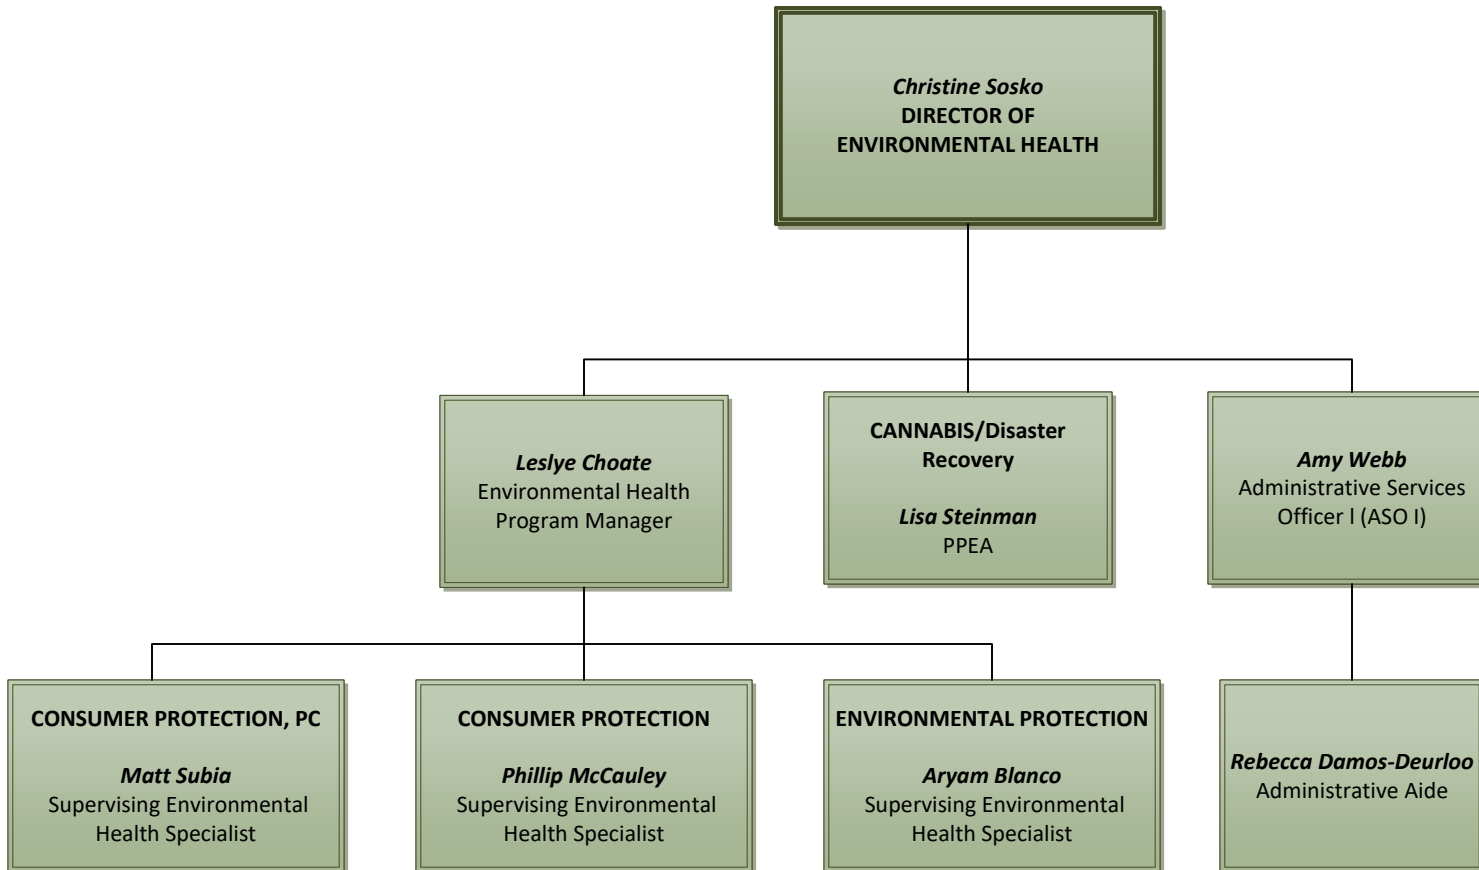 Christine Sosko
DIRECTOR OF
ENVIRONMENTAL HEALTH
Leslye Choate
Environmental Health
Program Manager
CANNABIS/Disaster
Recovery
Lisa Steinman
PPEA
Amy Webb
Administrative Services
Officer l (ASO I)
CONSUMER PROTECTION, PC
Matt Subia
Supervising Environmental
Health Specialist
CONSUMER PROTECTION
Phillip McCauley
Supervising Environmental
Health Specialist
ENVIRONMENTAL PROTECTION
Aryam Blanco
Supervising Environmental
Health Specialist
Rebecca Damos-Deurloo
Administrative Aide